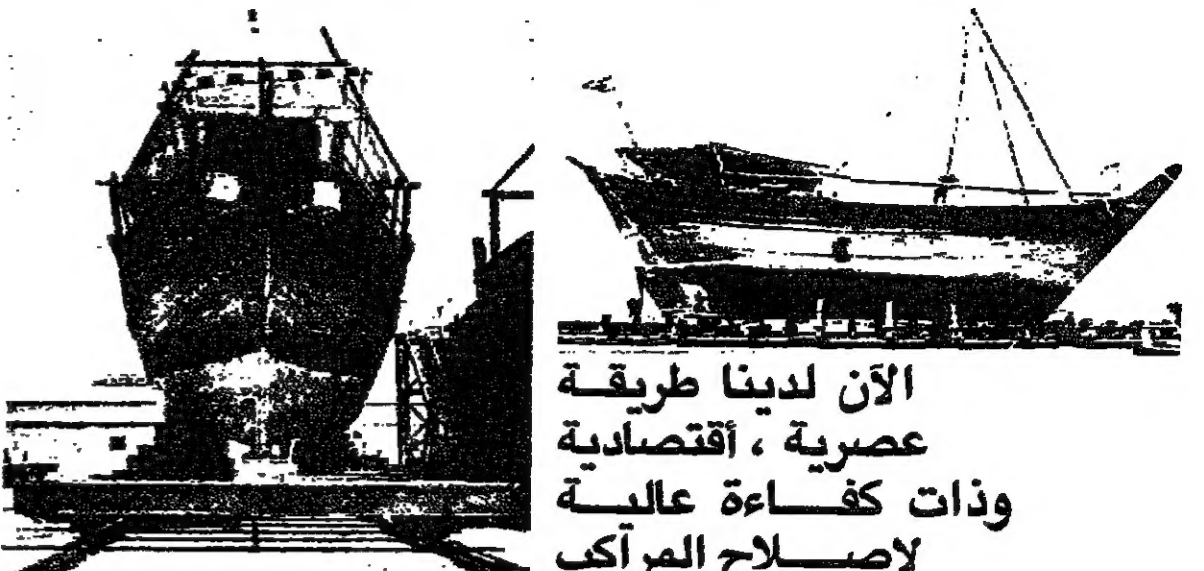 الآن لدينا طريقة
عصرية ، أقتصادية
وذات كفاءة عالية
لإصلاح المراكب